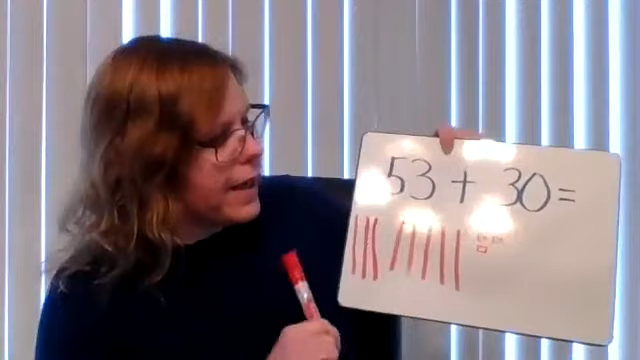 53 + 30 =